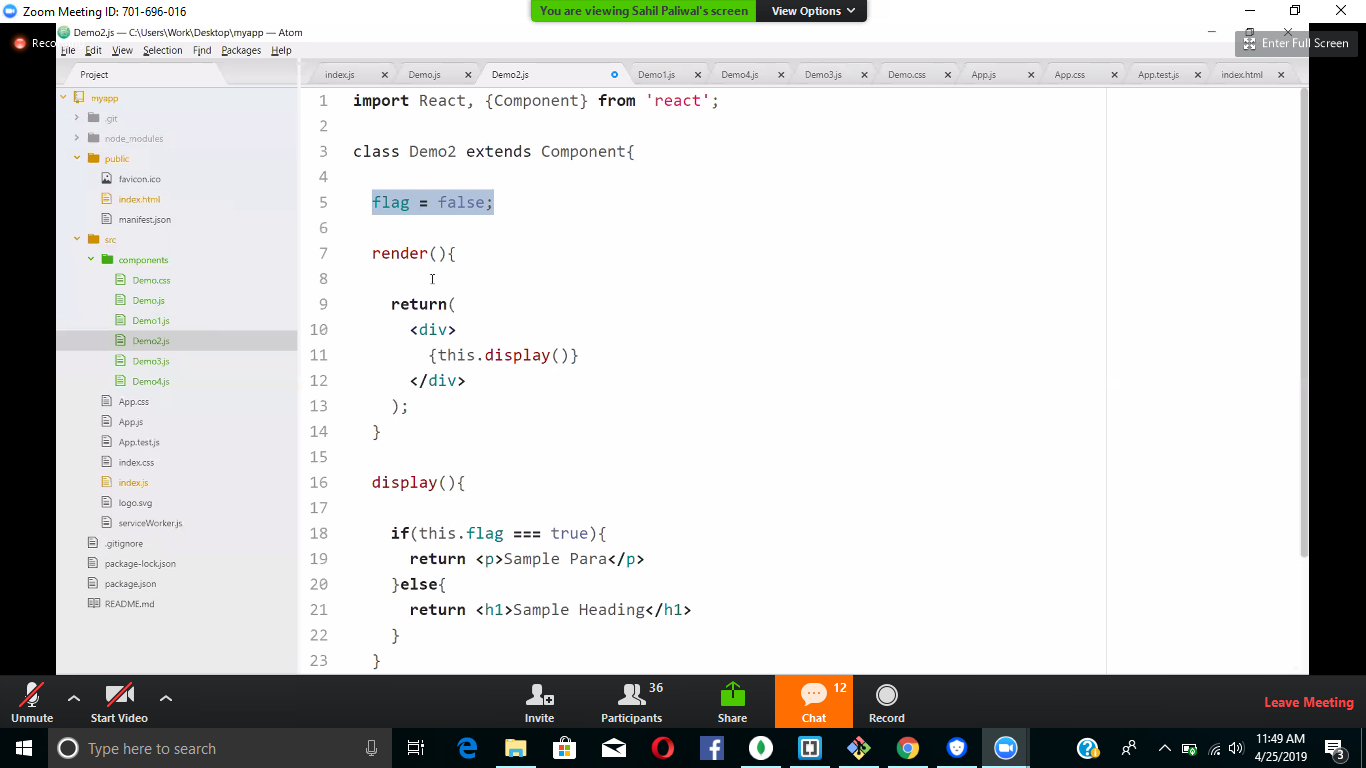 Zoom Meeting ID: 701-696-016
You are viewing Sahil Paliwal's screen
View Options
Reco
Demo2.js — C:\Users\Work\Desktop\myapp — Atom
File Edit View Selection Find Packages Help
Enter Full Screen
Project
index.js
Demo.js
Demo2.js
Demo1.js
Demo4.js
Demo3.js
Demo.css
App.js
App.css
App.test.js
index.html
myapp
.git
node_modules
public
favicon.ico
index.html
manifest.json
src
components
Demo.css
Demo.js
Demo1.js
Demo2.js
Demo3.js
Demo4.js
App.css
App.js
App.test.js
index.css
index.js
logo.svg
serviceWorker.js
.gitignore
package-lock.json
package.json
README.md
1 import React, {Component} from 'react';
2
3 class Demo2 extends Component{
4
5 flag = false;
6
7 render(){
8
9 return(
10 <div>
11 {this.display()}
12 </div>
13 );
14 }
15
16 display(){
17
18 if(this.flag === true){
19 return <p>Sample Para</p>
20 }else{
21 return <h1>Sample Heading</h1>
22 }
23 }
Unmute
Start Video
Invite
36
Participants
Share
12
Chat
Record
Leave Meeting
Type here to search
11:49 AM
4/25/2019
3